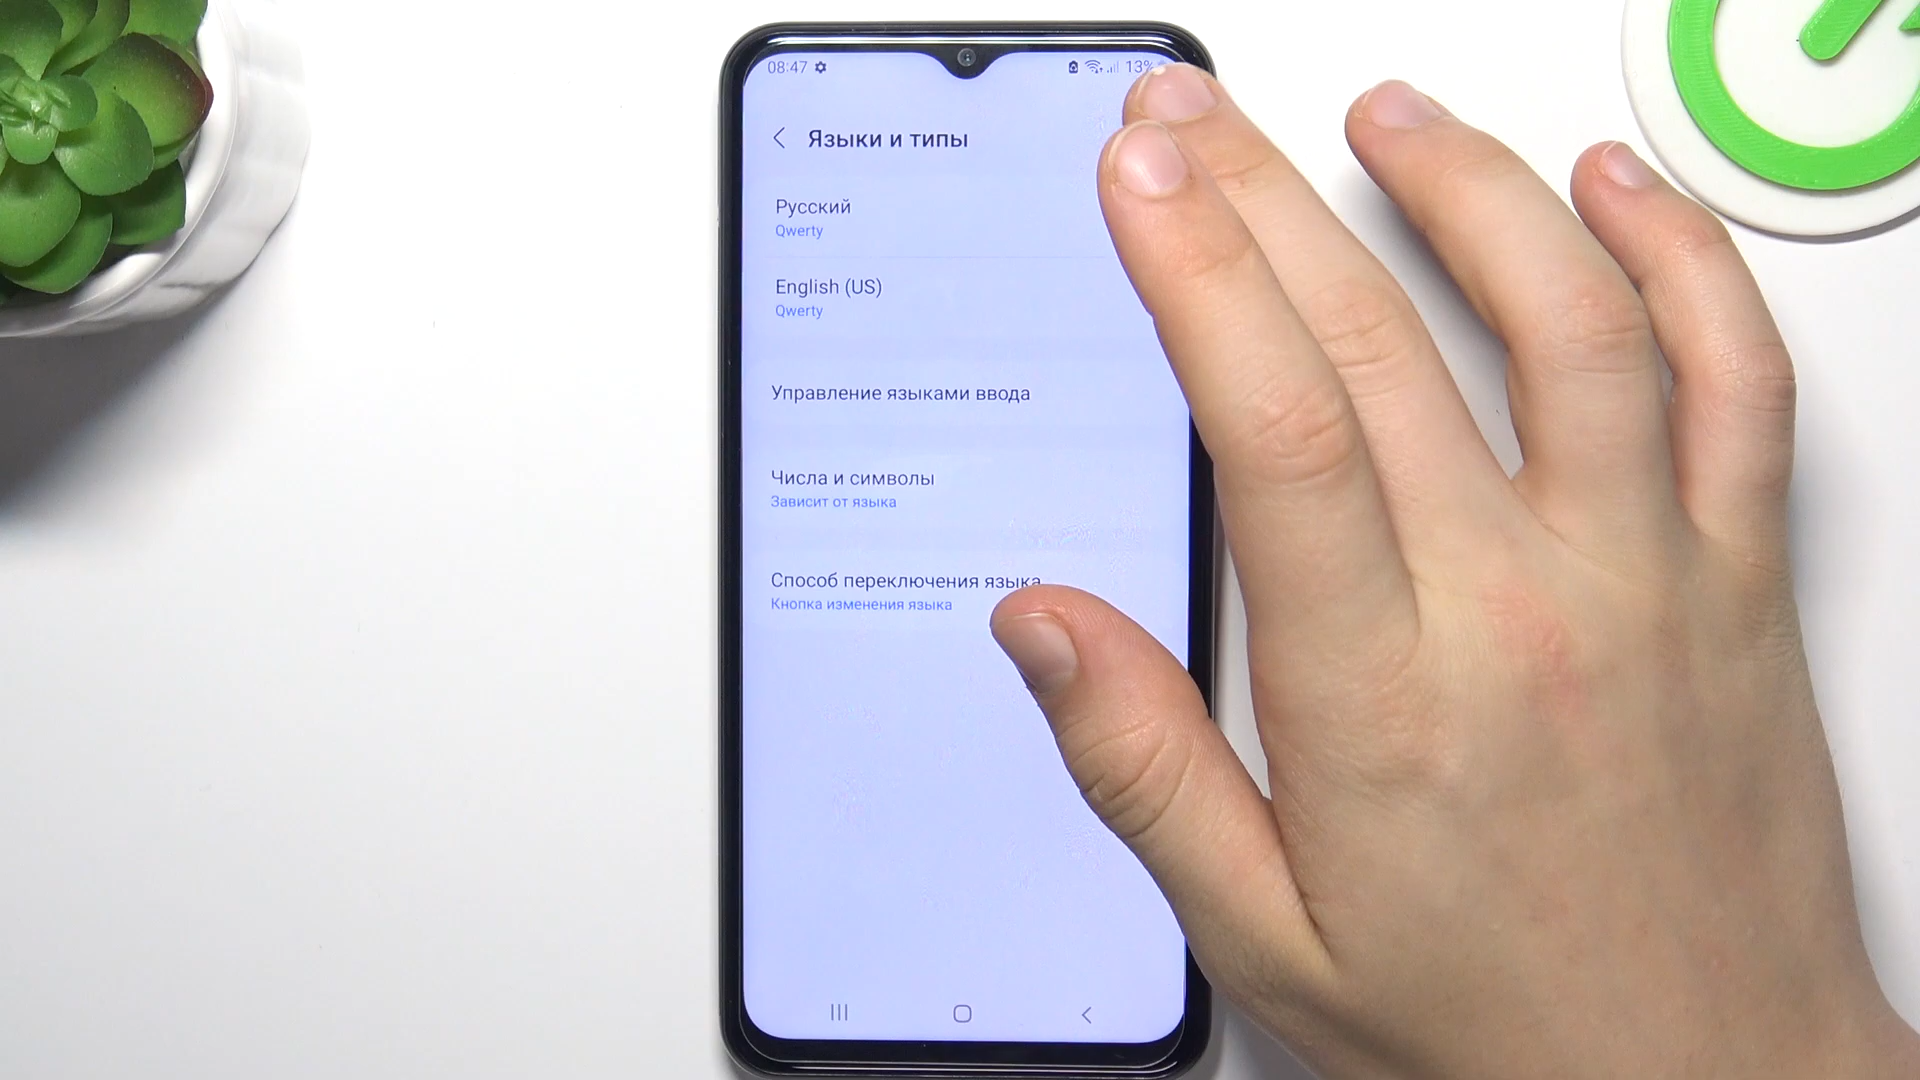 08:47 13%
Языки и типы
Русский
Qwerty
English (US)
Qwerty
Управление языками ввода
Числа и символы
Зависит от языка
Способ переключения языка
Кнопка изменения языка